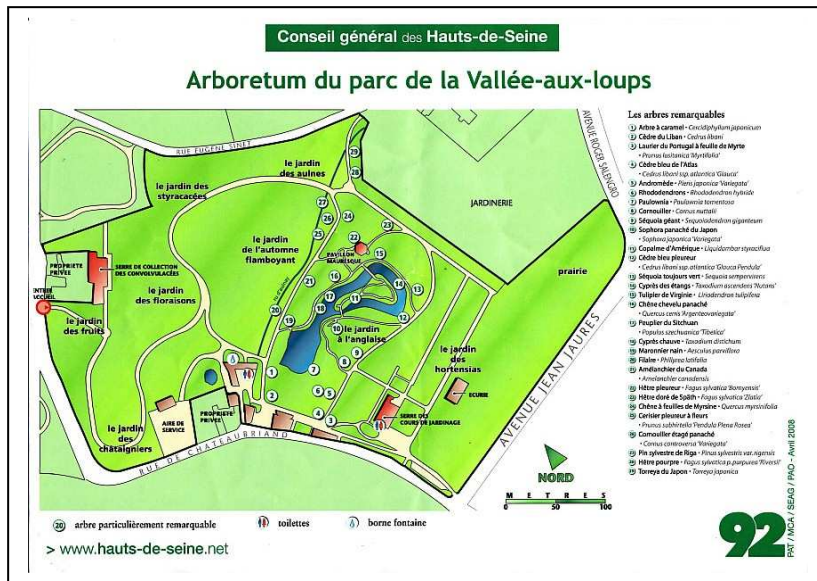 Conseil général des Hauts-de-Seine
Arboretum du parc de la Vallée-aux-loups
RUE EUGÈNE SINET
AVENUE ROGER SALENGRO
le jardin
des aulnes
le jardin des
styracacées
JARDINERIE
le jardin
de l'automne
flamboyant
PAVILLON
MAURESQUE
PROPRIETE
PRIVÉE
SERRE DE COLLECTION
DES CONVOLVULACÉES
prairie
le jardin
des floraisons
le jardin
des fruits
le jardin
à l'anglaise
le jardin
des
hortensias
ECURIE
AVENUE JEAN JAURES
SERRE DES
COURS DE JARDINAGE
le jardin
des
châtaigniers
AIRE DE
SERVICE
PROPRIETE
PRIVÉE
RUE DE CHATEAUBRIAND
NORD
METRES
0 50 100
Les arbres remarquables
1 Arbre à caramel • Cercidiphyllum japonicum
2 Cèdre du Liban • Cedrus libani
3 Laurier du Portugal à feuille de Myrte
• Prunus lusitanica 'Myrtifolia'
4 Cèdre bleu de l'Atlas
• Cedrus libani ssp. atlantica 'Glauca'
5 Andromède • Pieris japonica 'Variegata'
6 Rhododendrons • Rhododendron hybride
7 Paulownia • Paulownia tomentosa
8 Cornouiller • Cornus nuttalii
9 Séquoia géant • Sequoiadendron giganteum
10 Sophora panaché du Japon
• Sophora japonica 'Variegata'
11 Copalme d'Amérique • Liquidambar styraciflua
12 Cèdre bleu pleureur
• Cedrus libani ssp. atlantica 'Glauca Pendula'
13 Séquoia toujours vert • Sequoia sempervirens
14 Cyprès des étangs • Taxodium ascendens 'Nutans'
15 Tulipier de Virginie • Liriodendron tulipifera
16 Chêne chevelu panaché
• Quercus cerris 'Argenteovariegata'
17 Peuplier du Sitchuan
• Populus szechuanica 'Tibetica'
18 Cyprès chauve • Taxodium distichum
19 Maronnier nain • Aesculus parviflora
20 Filaire • Phillyrea latifolia
21 Amélanchier du Canada
• Amelanchier canadensis
22 Hêtre pleureur • Fagus sylvatica
23 Hêtre doré de Späth • Fagus sylvatica 'Zlatia'
24 Chêne à feuilles de Myrsine • Quercus myrsinifolia
25 Cerisier pleureur à fleurs
• Prunus subhirtella 'Pendula Plena Rosea'
26 Cornouiller étagé panaché
• Cornus controversa 'Variegata'
27 Pin sylvestre de Riga • Pinus sylvestris var. rigensis
28 Hêtre pourpre • Fagus sylvatica p. purpurea 'Riversii'
29 Torreya du Japon • Torreya japonica
20 arbre particulièrement remarquable
toilettes
borne fontaine
> www.hauts-de-seine.net
92
PAT / MCA / SEAG / PAO - Avril 2008